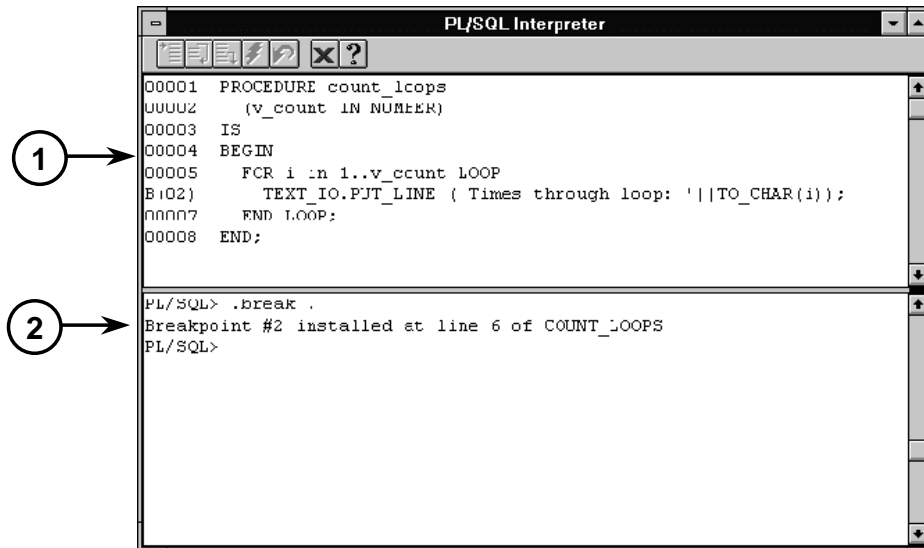 PL/SQL Interpreter
?
1
00001 PROCEDURE count_loops
00002 (v_count IN NUMBER)
00003 IS
00004 BEGIN
00005 FOR i in 1..v_count LOOP
B(02) TEXT_IO.PUT_LINE ( Times through loop: '||TO_CHAR(i));
00007 END LOOP;
00008 END;
2
PL/SQL> .break .
Breakpoint #2 installed at line 6 of COUNT_LOOPS
PL/SQL>